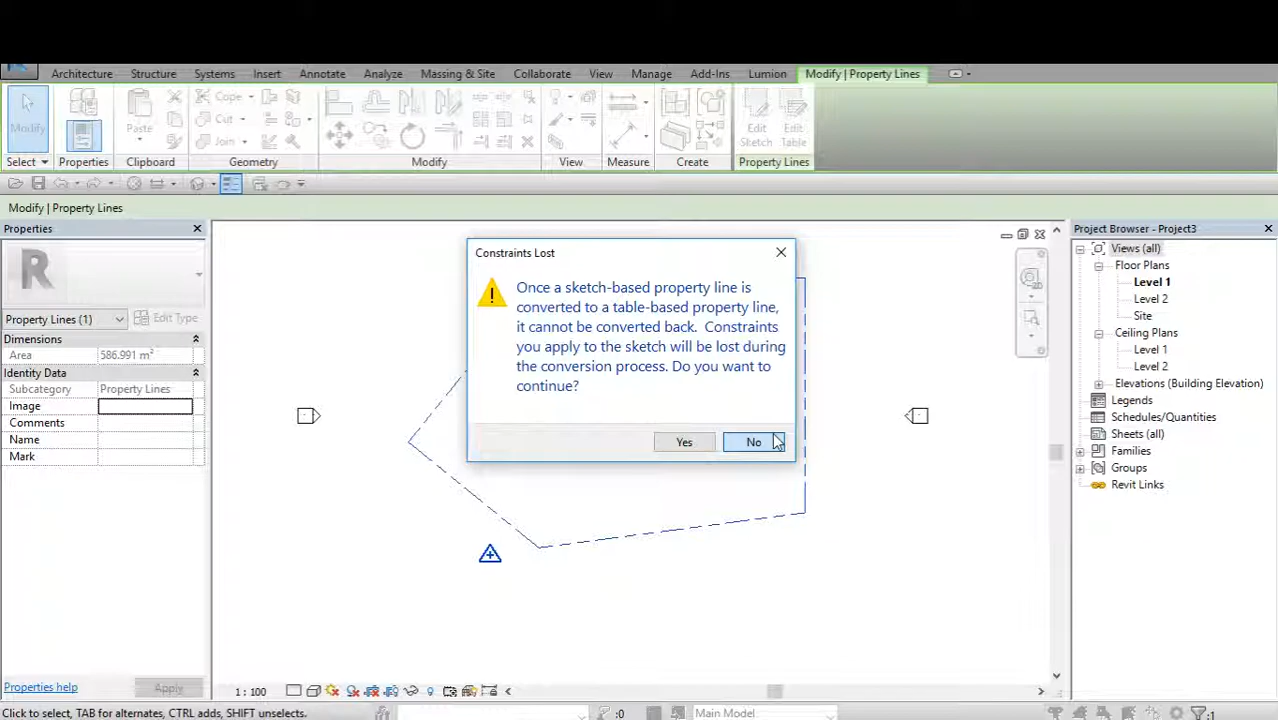 Architecture Structure Systems Insert Annotate Analyze Massing & Site Collaborate View Manage Add-Ins Lumion Modify | Property Lines
Modify Paste Cope Cut Join Edit Sketch Edit Table
Select Properties Clipboard Geometry Modify View Measure Create Property Lines
Modify | Property Lines
Properties
R
Property Lines (1) Edit Type
Dimensions
Area 586.991 m²
Identity Data
Subcategory Property Lines
Image
Comments
Name
Mark
Properties help Apply
Constraints Lost
Once a sketch-based property line is
converted to a table-based property line,
it cannot be converted back. Constraints
you apply to the sketch will be lost during
the conversion process. Do you want to
continue?
Yes No
Project Browser - Project3
Views (all)
Floor Plans
Level 1
Level 2
Site
Ceiling Plans
Level 1
Level 2
Elevations (Building Elevation)
Legends
Schedules/Quantities
Sheets (all)
Families
Groups
Revit Links
1 : 100
Click to select, TAB for alternates, CTRL adds, SHIFT unselects. :0 Main Model :1